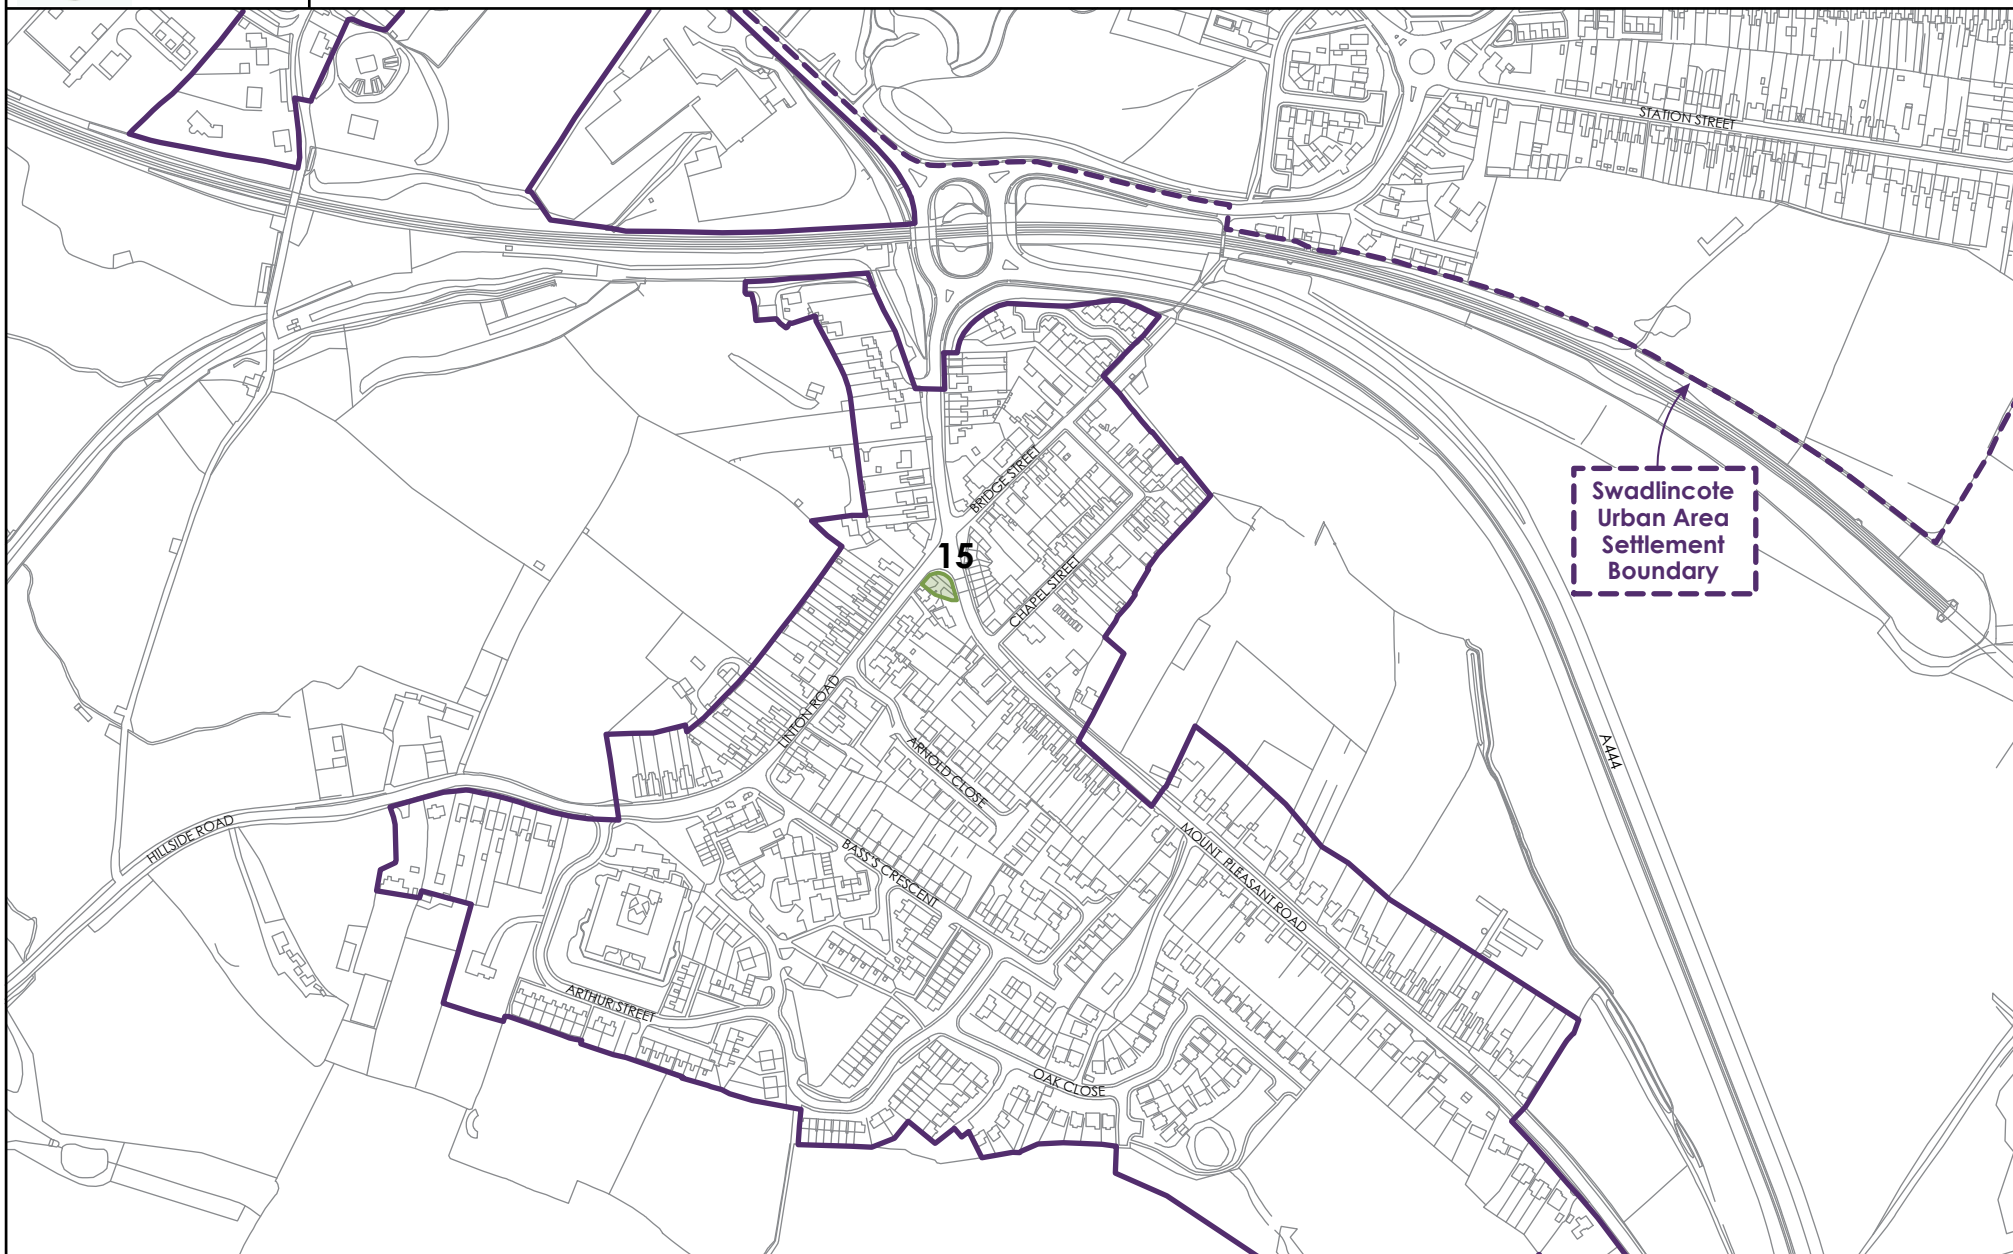 STATION STREET
Swadlincote
Urban Area
Settlement
Boundary
BRIDGE STREET
15
CHAPEL STREET
LINTON ROAD
ARNOLD CLOSE
A444
HILLSIDE ROAD
BASS'S CRESCENT
MOUNT PLEASANT ROAD
ARTHUR STREET
OAK CLOSE